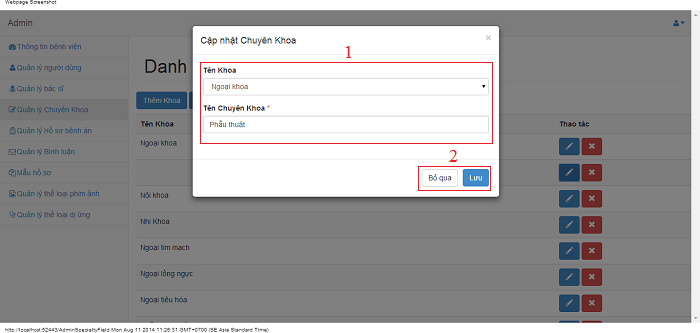 Webpage Screenshot
Admin
Cập nhật Chuyên Khoa
×
1
Thông tin bệnh viên
Quản lý người dùng
Quản lý bác sĩ
Quản lý Chuyên Khoa
Quản lý Hồ sơ bệnh án
Quản lý Bình luận
Mẫu hồ sơ
Quản lý thể loại phim ảnh
Quản lý thể loại dị ứng
Danh
Tên Khoa
Ngoại khoa
Tên Chuyên Khoa *
Phẫu thuật
2
Bỏ qua
Lưu
Thêm Khoa
Tên Khoa
Thao tác
Ngoại khoa
Nội khoa
Nhi Khoa
Ngoại tim mạch
Ngoại lồng ngực
Ngoại tiêu hóa
http://localhost:52443/AdminSpecialtyField Mon Aug 11 2014 11:26:31 GMT+0700 (SE Asia Standard Time)